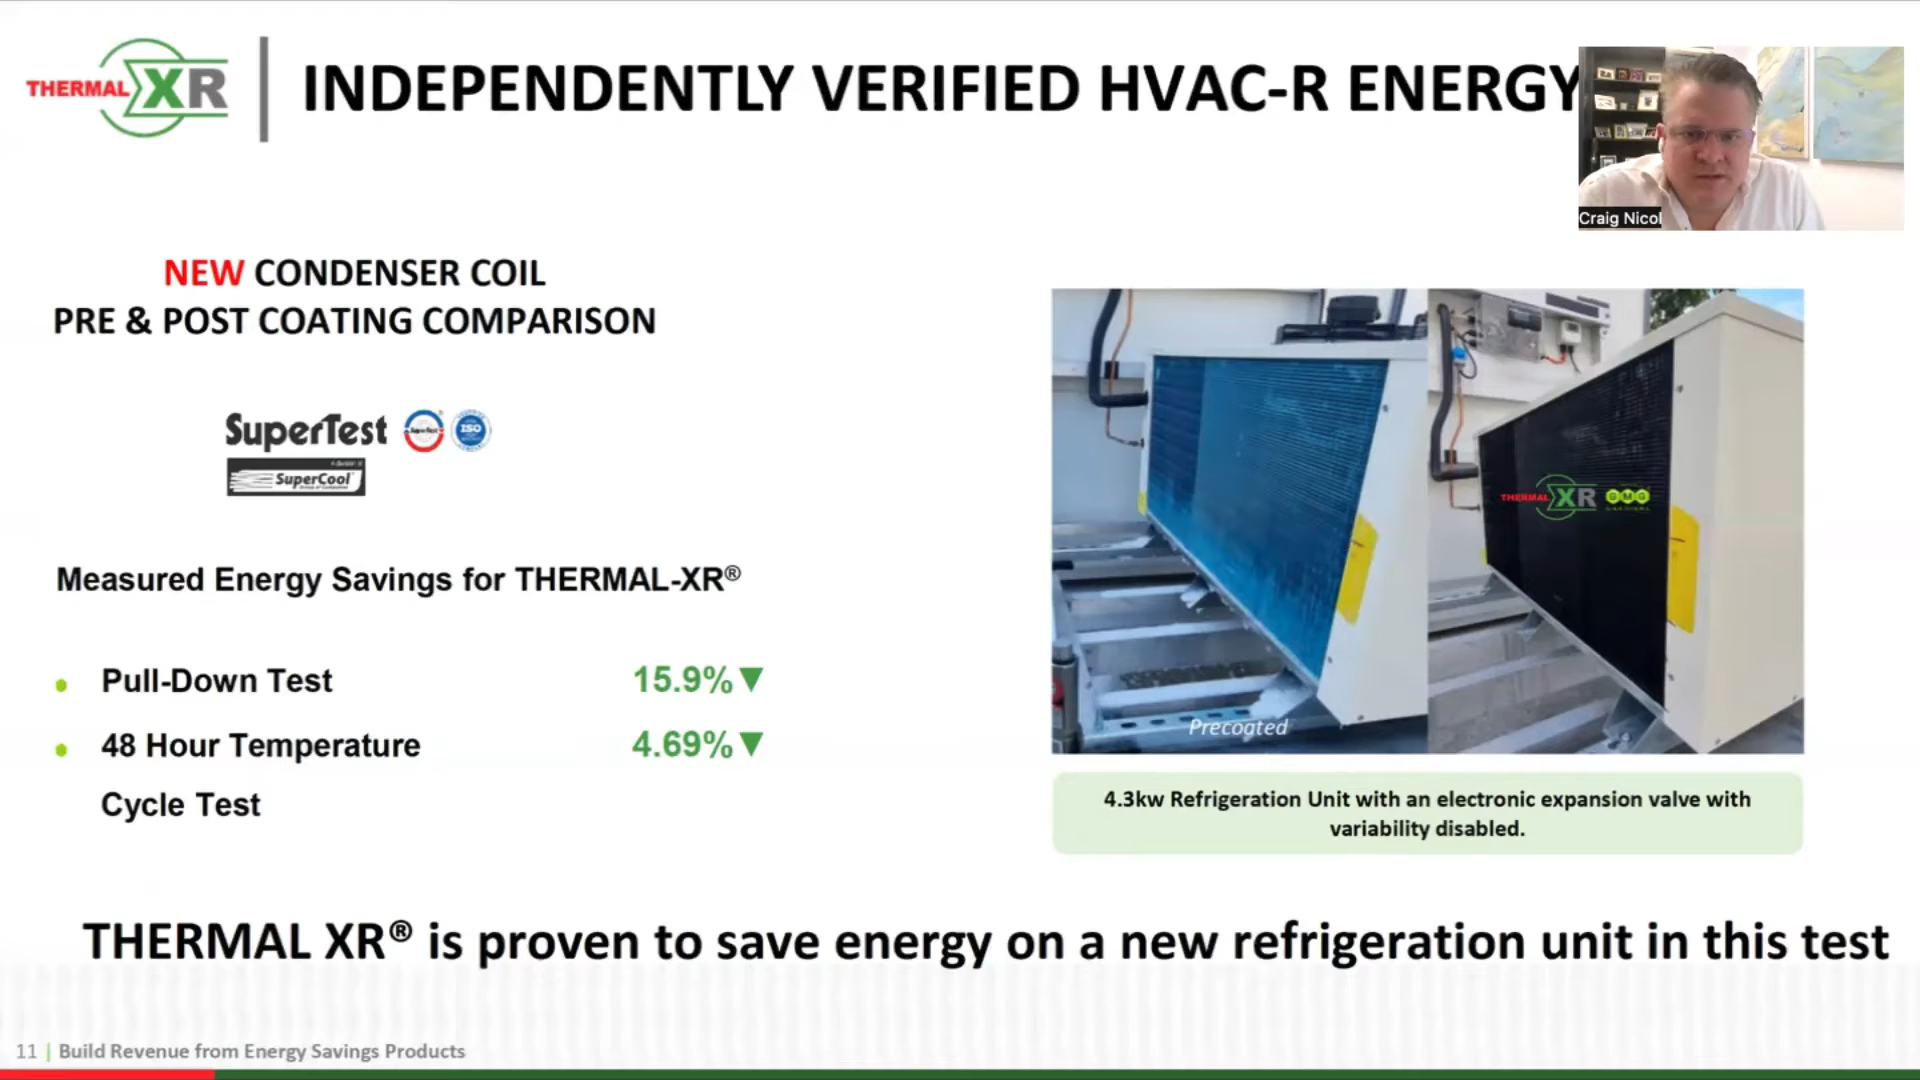 THERMAL XR
INDEPENDENTLY VERIFIED HVAC-R ENERGY
Craig Nicol
NEW CONDENSER COIL
PRE & POST COATING COMPARISON
SuperTest
ISO
SuperCool
Measured Energy Savings for THERMAL-XR®
Pull-Down Test 15.9%▼
48 Hour Temperature 4.69%▼
Cycle Test
THERMAL XR GMG
Precoated
4.3kw Refrigeration Unit with an electronic expansion valve with
variability disabled.
THERMAL XR® is proven to save energy on a new refrigeration unit in this test
11 | Build Revenue from Energy Savings Products